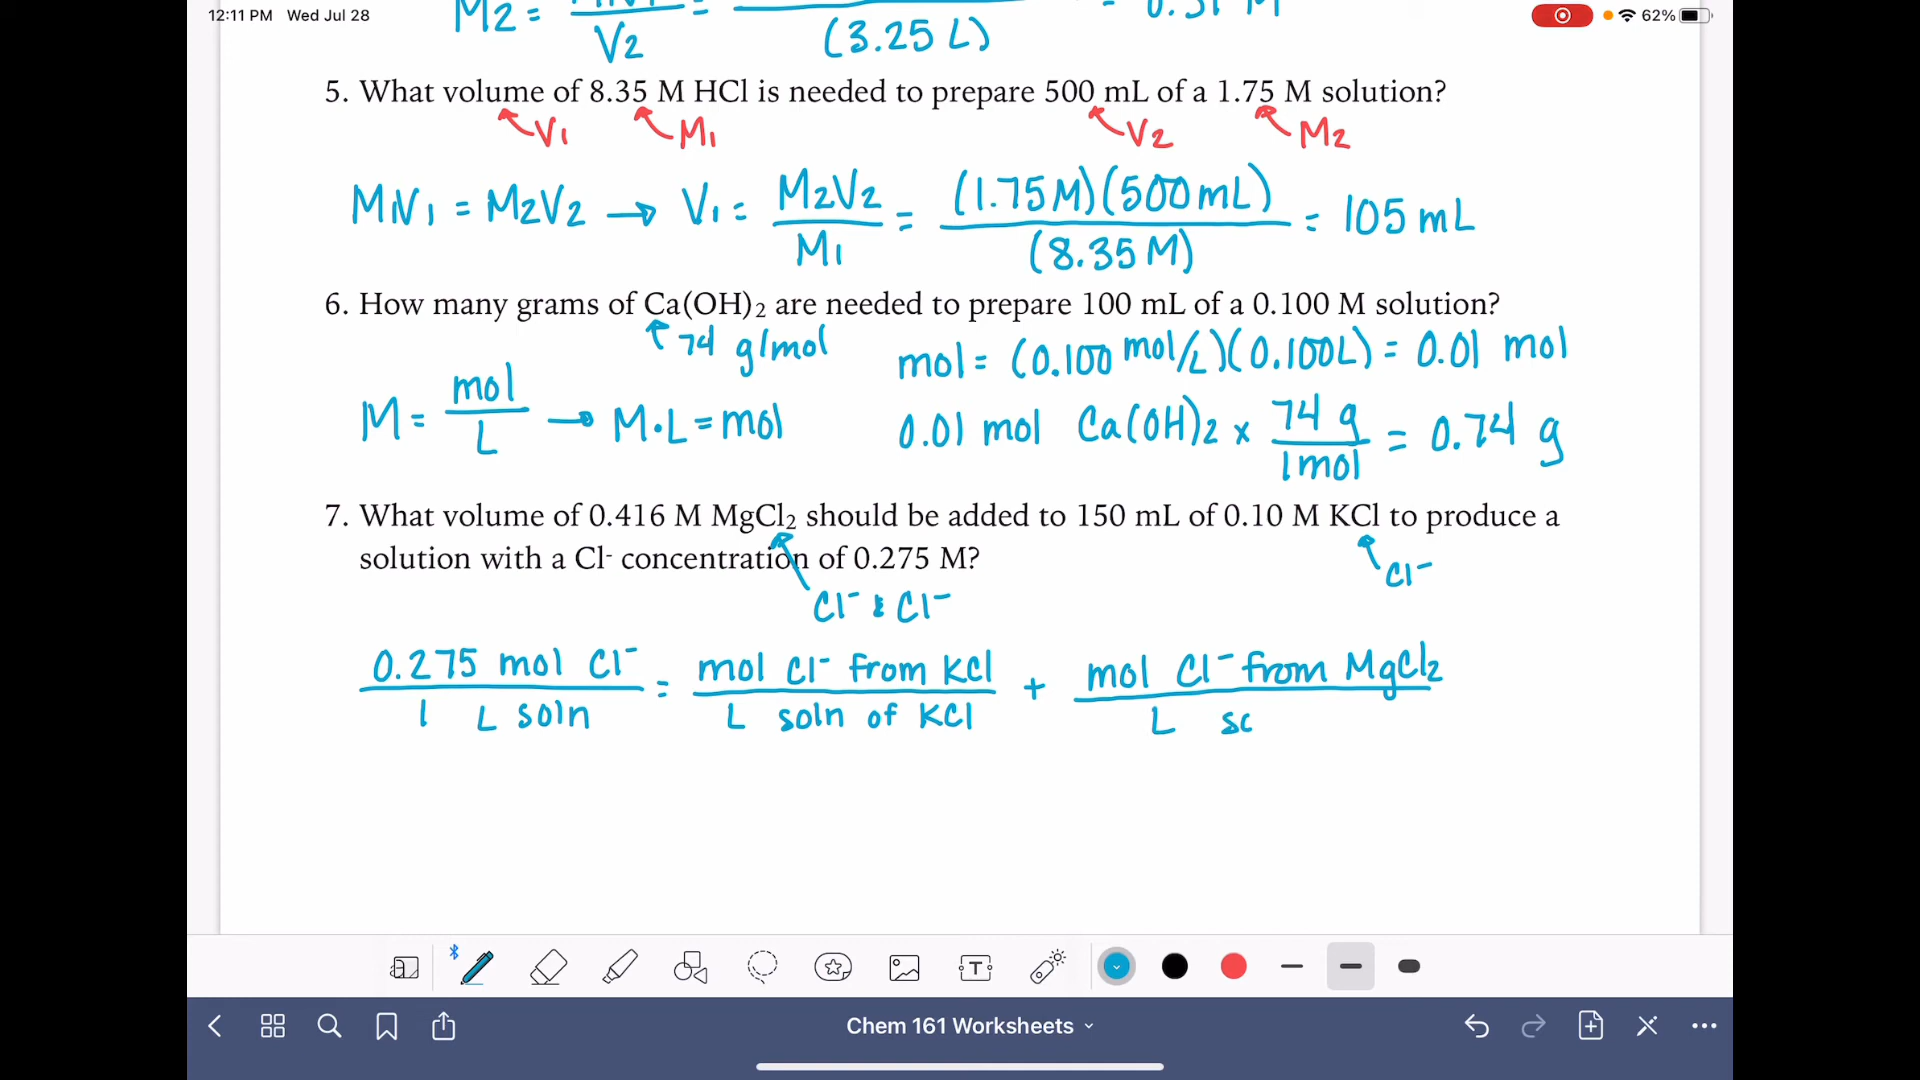 12:11 PM Wed Jul 28 62%
M2 = = = 0.31 M
V2 (3.25 L)
5. What volume of 8.35 M HCl is needed to prepare 500 mL of a 1.75 M solution?
V1 M1 V2 M2
M1V1 = M2V2 → V1 = M2V2 = (1.75 M)(500 mL) = 105 mL
M1 (8.35 M)
6. How many grams of Ca(OH)₂ are needed to prepare 100 mL of a 0.100 M solution?
74 g/mol mol = (0.100 mol/L)(0.100L) = 0.01 mol
M = mol → M·L = mol 0.01 mol Ca(OH)2 x 74 g = 0.74 g
L 1 mol
7. What volume of 0.416 M MgCl₂ should be added to 150 mL of 0.10 M KCl to produce a
solution with a Cl⁻ concentration of 0.275 M?
Cl⁻
Cl⁻ & Cl⁻
0.275 mol Cl⁻ = mol Cl⁻ from KCl + mol Cl⁻ from MgCl2
1 L soln L soln of KCl L so
T
Chem 161 Worksheets